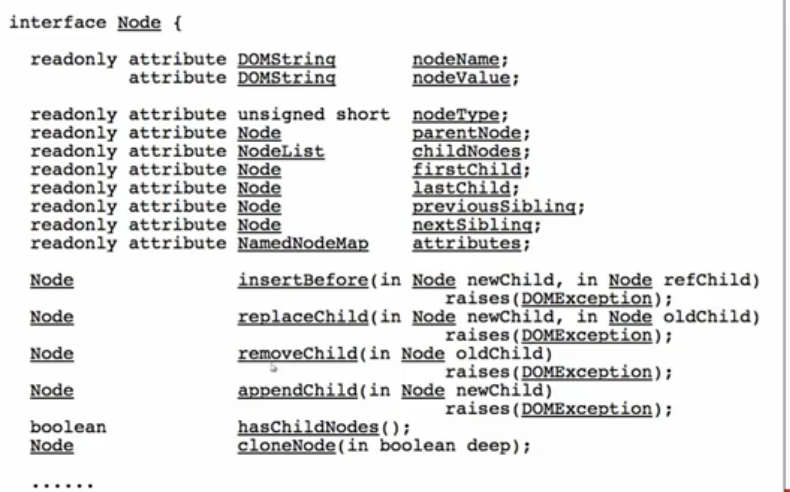 interface Node {
readonly attribute DOMString nodeName;
attribute DOMString nodeValue;
readonly attribute unsigned short nodeType;
readonly attribute Node parentNode;
readonly attribute NodeList childNodes;
readonly attribute Node firstChild;
readonly attribute Node lastChild;
readonly attribute Node previousSibling;
readonly attribute Node nextSibling;
readonly attribute NamedNodeMap attributes;
Node insertBefore(in Node newChild, in Node refChild)
raises(DOMException);
Node replaceChild(in Node newChild, in Node oldChild)
raises(DOMException);
Node removeChild(in Node oldChild)
raises(DOMException);
Node appendChild(in Node newChild)
raises(DOMException);
boolean hasChildNodes();
Node cloneNode(in boolean deep);
......